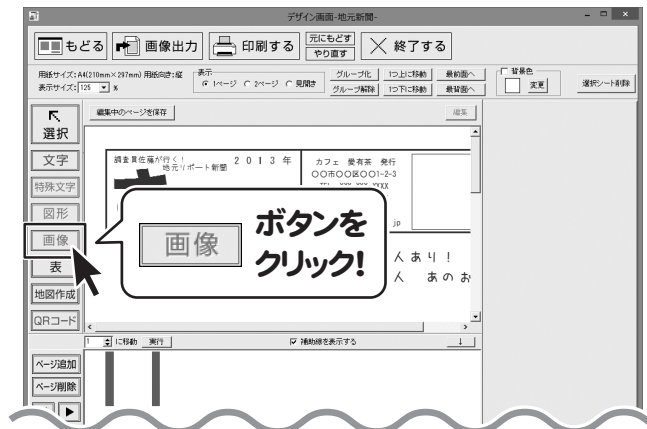 デザイン画面-地元新聞-
もどる 画像出力 印刷する 元にもどす やり直す 終了する
用紙サイズ:A4(210mm×297mm) 用紙向き:縦
表示サイズ: 125 %
表示
1ページ 2ページ 見開き
グループ化 1つ上に移動 最前面へ
グループ解除 1つ下に移動 最背面へ
背景色
変更
選択シート削除
選択
文字
特殊文字
図形
画像
表
地図作成
QRコード
編集中のページを保存 編集
調査員佐藤が行く!
地元リポート新聞
2013年
カフェ 愛有茶 発行
〇〇市〇〇区〇〇1-2-3
jp
人あり!
人 あのお
画像
ボタンを
クリック!
1 に移動 実行 補助線を表示する ↓
ページ追加
ページ削除